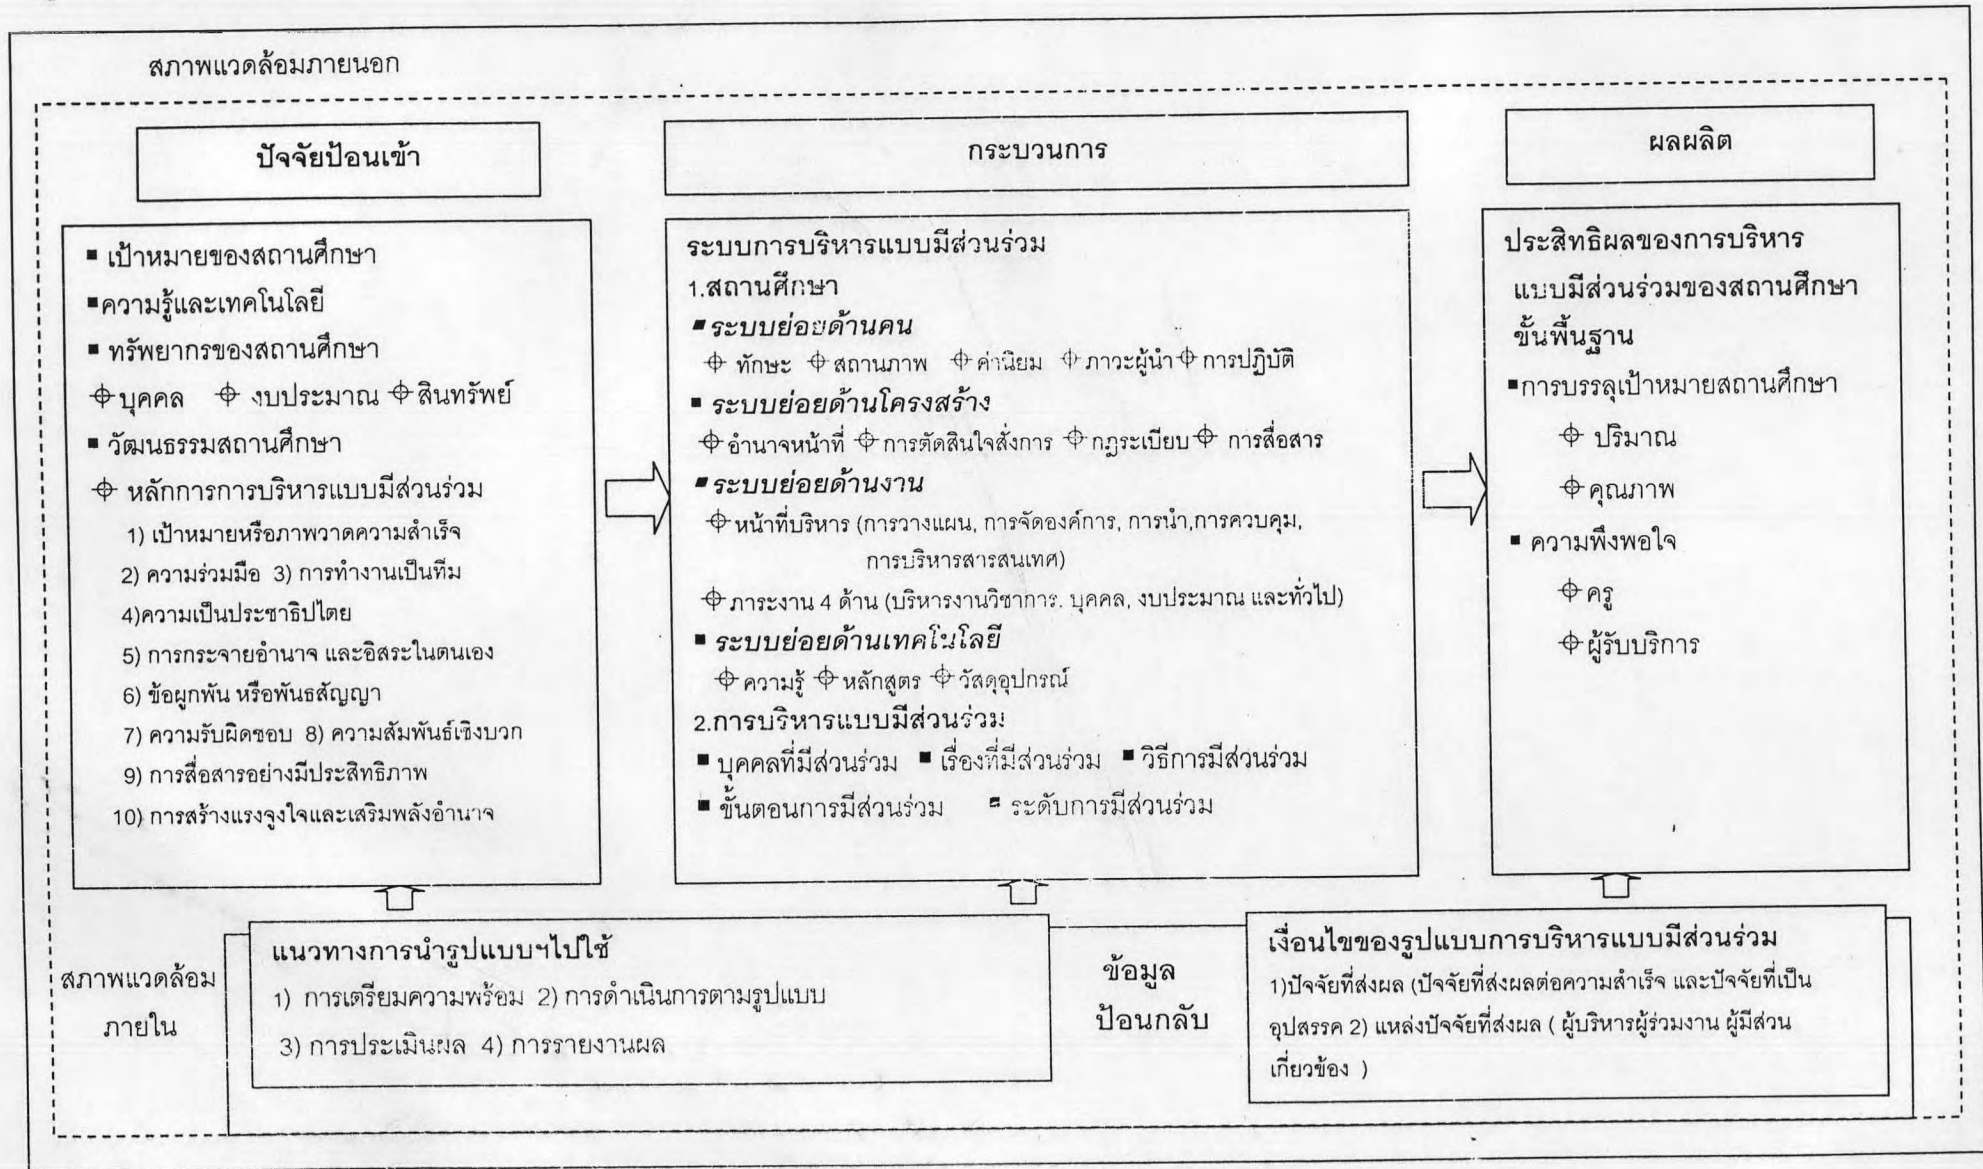 สภาพแวดล้อมภายนอก
ปัจจัยป้อนเข้า
■ เป้าหมายของสถานศึกษา
■ความรู้และเทคโนโลยี
■ ทรัพยากรของสถานศึกษา
⌖บุคคล ⌖ งบประมาณ ⌖สินทรัพย์
■ วัฒนธรรมสถานศึกษา
⌖ หลักการการบริหารแบบมีส่วนร่วม
1) เป้าหมายหรือภาพวาดความสำเร็จ
2) ความร่วมมือ 3) การทำงานเป็นทีม
4)ความเป็นประชาธิปไตย
5) การกระจายอำนาจ และอิสระในตนเอง
6) ข้อผูกพัน หรือพันธสัญญา
7) ความรับผิดชอบ 8) ความสัมพันธ์เชิงบวก
9) การสื่อสารอย่างมีประสิทธิภาพ
10) การสร้างแรงจูงใจและเสริมพลังอำนาจ
กระบวนการ
ระบบการบริหารแบบมีส่วนร่วม
1.สถานศึกษา
■ระบบย่อยด้านคน
⌖ ทักษะ ⌖ สถานภาพ ⌖ ค่านิยม ⌖ ภาวะผู้นำ ⌖ การปฏิบัติ
■ ระบบย่อยด้านโครงสร้าง
⌖อำนาจหน้าที่ ⌖การตัดสินใจสั่งการ ⌖กฎระเบียบ⌖ การสื่อสาร
■ระบบย่อยด้านงาน
⌖หน้าที่บริหาร (การวางแผน, การจัดองค์การ, การนำ,การควบคุม,
การบริหารสารสนเทศ)
⌖ภาระงาน 4 ด้าน (บริหารงานวิชาการ. บุคคล, งบประมาณ และทั่วไป)
■ ระบบย่อยด้านเทคโนโลยี
⌖ความรู้ ⌖หลักสูตร ⌖วัสดุอุปกรณ์
2.การบริหารแบบมีส่วนร่วม
■ บุคคลที่มีส่วนร่วม ■ เรื่องที่มีส่วนร่วม ■ วิธีการมีส่วนร่วม
■ ขั้นตอนการมีส่วนร่วม ■ ระดับการมีส่วนร่วม
ผลผลิต
ประสิทธิผลของการบริหาร
แบบมีส่วนร่วมของสถานศึกษา
ขั้นพื้นฐาน
■การบรรลุเป้าหมายสถานศึกษา
⌖ ปริมาณ
⌖คุณภาพ
■ ความพึงพอใจ
⌖ครู
⌖ผู้รับบริการ
สภาพแวดล้อม
ภายใน
แนวทางการนำรูปแบบฯไปใช้
1) การเตรียมความพร้อม 2) การดำเนินการตามรูปแบบ
3) การประเมินผล 4) การรายงานผล
ข้อมูล
ป้อนกลับ
เงื่อนไขของรูปแบบการบริหารแบบมีส่วนร่วม
1)ปัจจัยที่ส่งผล (ปัจจัยที่ส่งผลต่อความสำเร็จ และปัจจัยที่เป็น
อุปสรรค 2) แหล่งปัจจัยที่ส่งผล ( ผู้บริหารผู้ร่วมงาน ผู้มีส่วน
เกี่ยวข้อง )